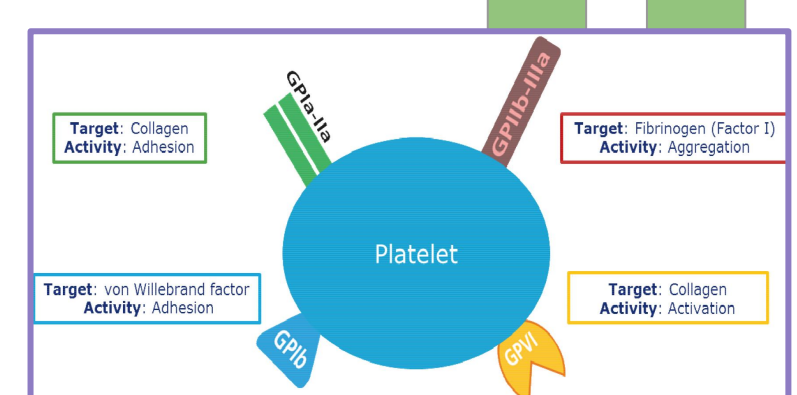 GPIa-IIa
GPIIb-IIIa
Target: Collagen
Activity: Adhesion
Target: Fibrinogen (Factor I)
Activity: Aggregation
Platelet
Target: von Willebrand factor
Activity: Adhesion
Target: Collagen
Activity: Activation
GPIb
GPVI